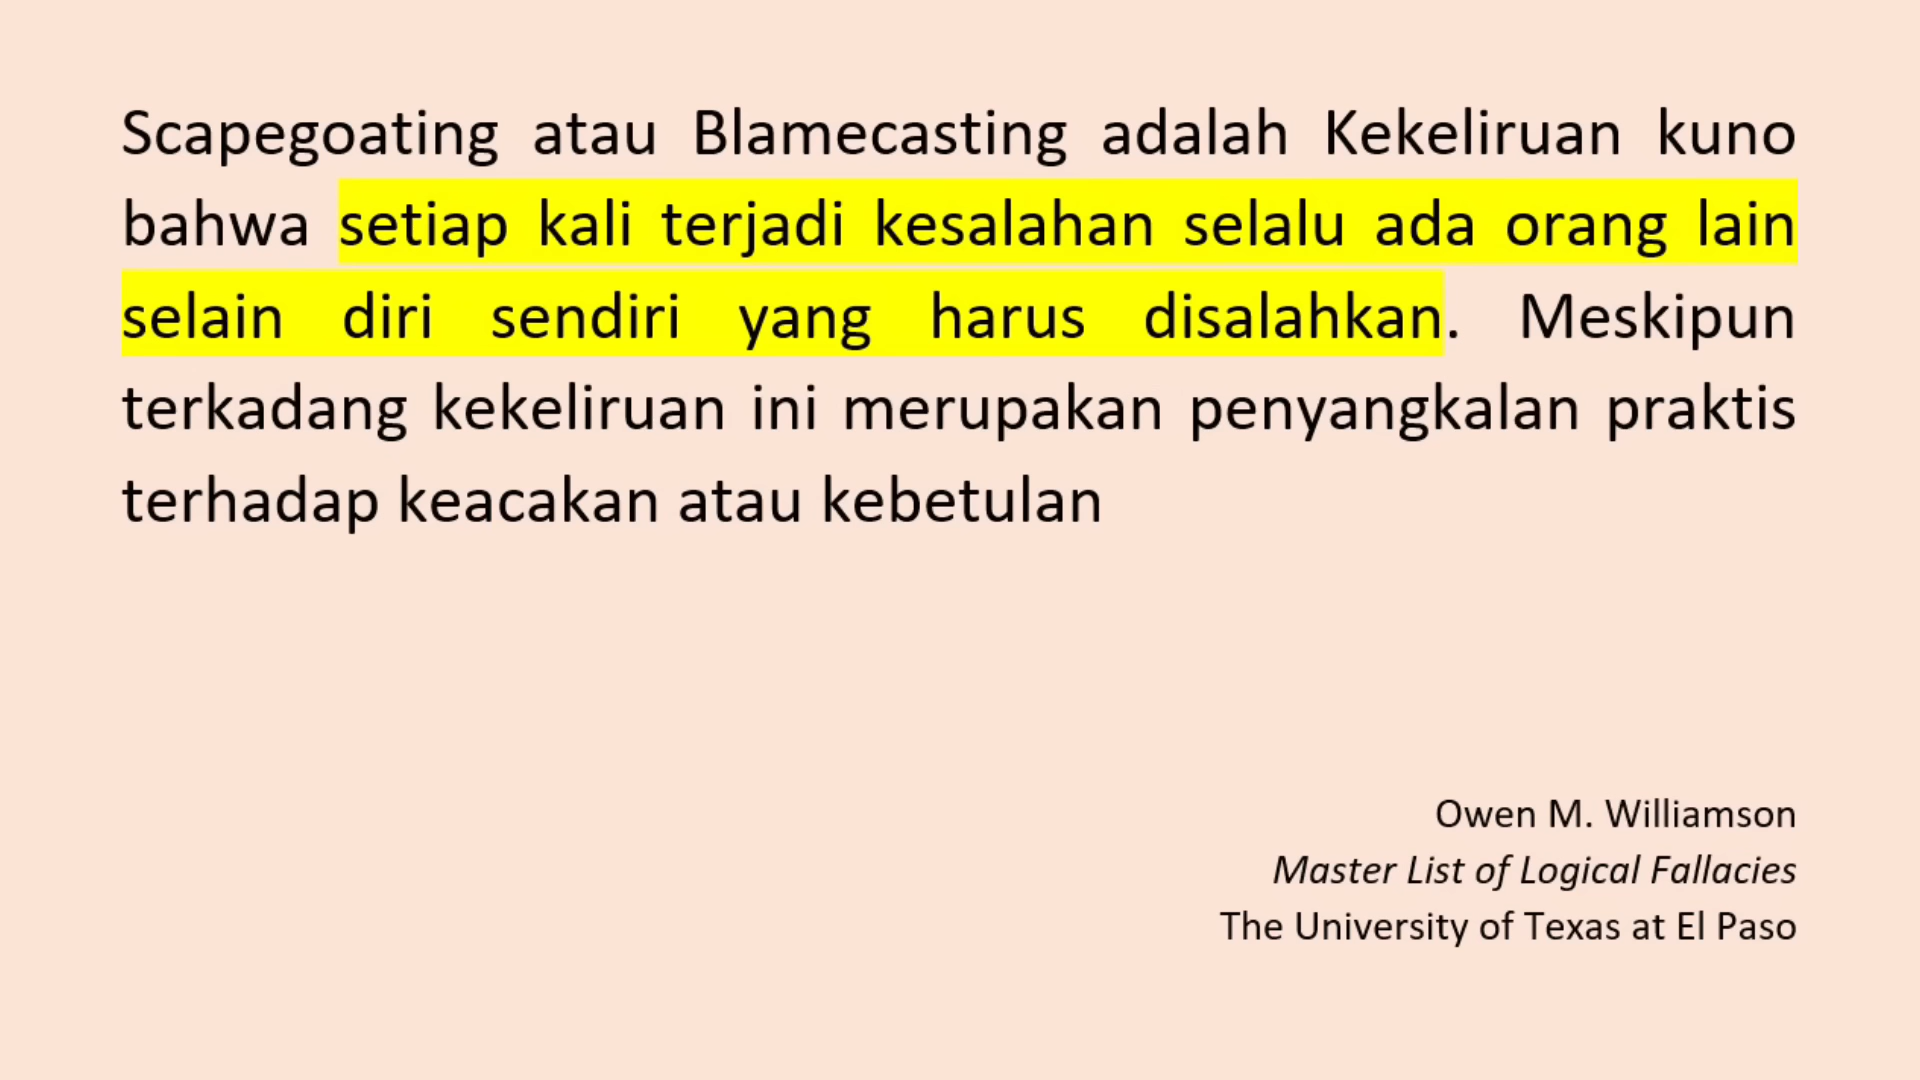 Scapegoating atau Blamecasting adalah Kekeliruan kuno
bahwa setiap kali terjadi kesalahan selalu ada orang lain
selain diri sendiri yang harus disalahkan. Meskipun
terkadang kekeliruan ini merupakan penyangkalan praktis
terhadap keacakan atau kebetulan
Owen M. Williamson
Master List of Logical Fallacies
The University of Texas at El Paso